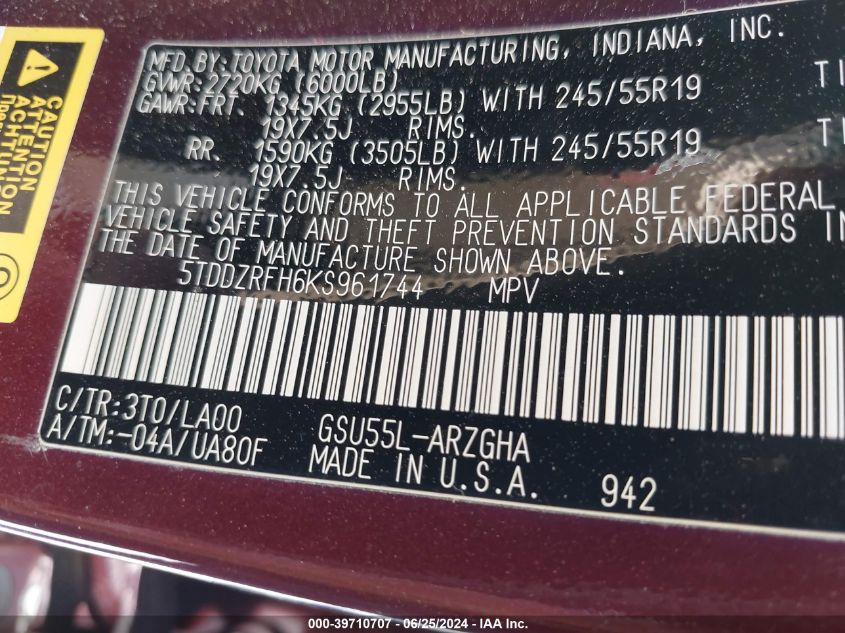 CAUTION
ATTENTION
ACHTUNG
MFD.BY:TOYOTA MOTOR MANUFACTURING, INDIANA, INC.
GVWR:2720KG (6000LB)
GAWR:FRT. 1345KG (2955LB) WITH 245/55R19 TI
19X7.5J RIMS.
RR. 1590KG (3505LB) WITH 245/55R19 TI
19X7.5J RIMS.
THIS VEHICLE CONFORMS TO ALL APPLICABLE FEDERAL
VEHICLE SAFETY AND THEFT PREVENTION STANDARDS IN
THE DATE OF MANUFACTURE SHOWN ABOVE.
5TDDZRFH6KS961744 MPV
C/TR:3T0/LA00
A/TM:-04A/UA80F
GSU55L-ARZGHA
MADE IN U.S.A. 942
000-39710707 - 06/25/2024 - IAA Inc.